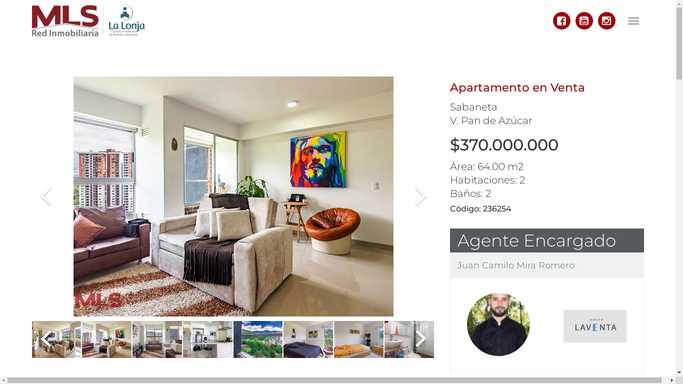 MLS
Red Inmobiliaria
La Lonja
Apartamento en Venta
Sabaneta
V. Pan de Azúcar
$370.000.000
Área: 64,00 m2
Habitaciones: 2
Baños: 2
Código: 236254
Agente Encargado
Juan Camilo Mira Romero
LAVENTA
MLS